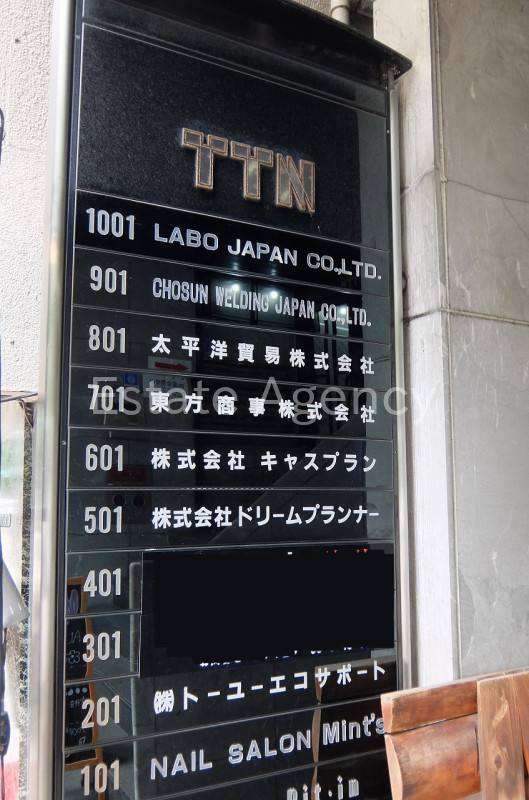 TTN
1001 LABO JAPAN CO.,LTD.
901 CHOSUN WELDING JAPAN CO.,LTD.
801 太平洋貿易株式会社
701 東方商事株式会社
Estate Agency
601 株式会社 キャスプラン
501 株式会社ドリームプランナー
401
301
201 ㈱トーユーエコサポート
101 NAIL SALON Mint's